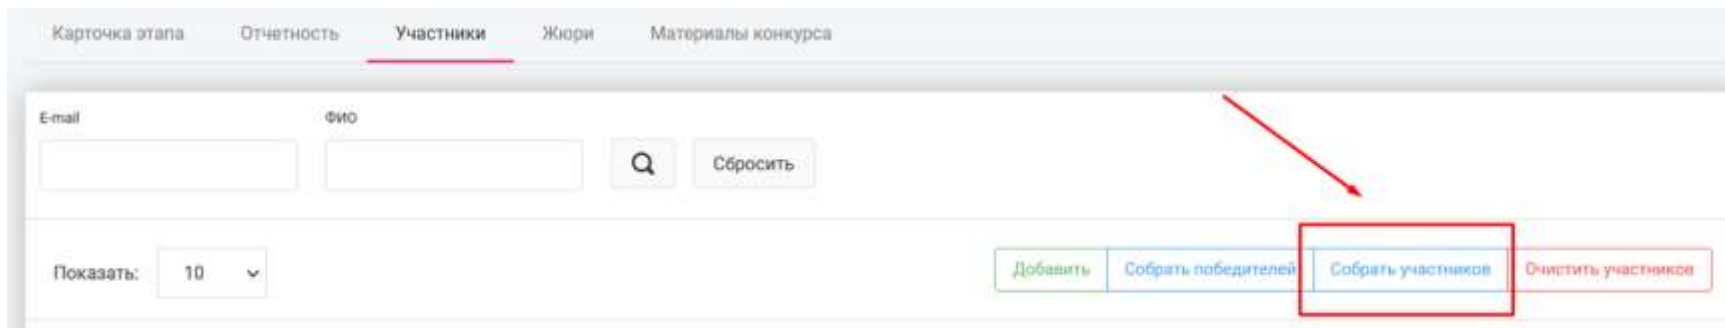 Карточка этапа Отчетность Участники Жюри Материалы конкурса
E-mail ФИО
Сбросить
Показать: 10 Добавить Собрать победителей Собрать участников Очистить участников